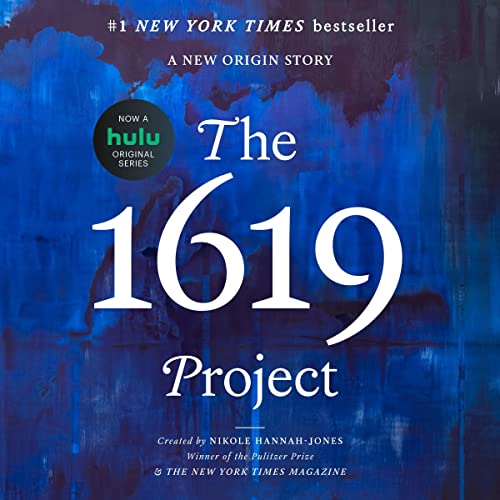 #1 NEW YORK TIMES bestseller
A NEW ORIGIN STORY
NOW A
hulu
ORIGINAL
SERIES
The
1619
Project
Created by NIKOLE HANNAH-JONES
Winner of the Pulitzer Prize
& THE NEW YORK TIMES MAGAZINE